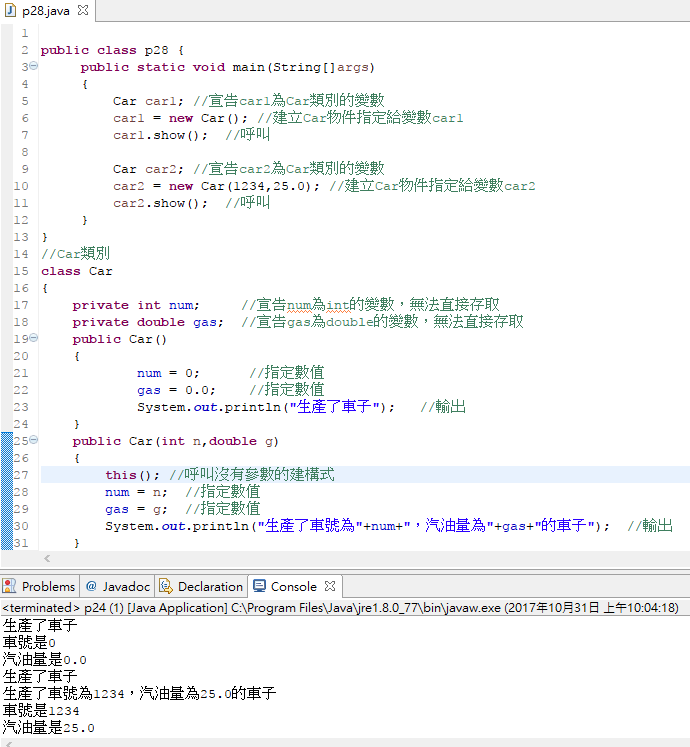 p28.java
1
2 public class p28 {
3 public static void main(String[]args)
4 {
5 Car car1; //宣告car1為Car類別的變數
6 car1 = new Car(); //建立Car物件指定給變數car1
7 car1.show(); //呼叫
8
9 Car car2; //宣告car2為Car類別的變數
10 car2 = new Car(1234,25.0); //建立Car物件指定給變數car2
11 car2.show(); //呼叫
12 }
13 }
14 //Car類別
15 class Car
16 {
17 private int num; //宣告num為int的變數，無法直接存取
18 private double gas; //宣告gas為double的變數，無法直接存取
19 public Car()
20 {
21 num = 0; //指定數值
22 gas = 0.0; //指定數值
23 System.out.println("生產了車子"); //輸出
24 }
25 public Car(int n,double g)
26 {
27 this(); //呼叫沒有參數的建構式
28 num = n; //指定數值
29 gas = g; //指定數值
30 System.out.println("生產了車號為"+num+"，汽油量為"+gas+"的車子"); //輸出
31 }
Problems @ Javadoc Declaration Console
<terminated> p24 (1) [Java Application] C:\Program Files\Java\jre1.8.0_77\bin\javaw.exe (2017年10月31日 上午10:04:18)
生產了車子
車號是0
汽油量是0.0
生產了車子
生產了車號為1234，汽油量為25.0的車子
車號是1234
汽油量是25.0